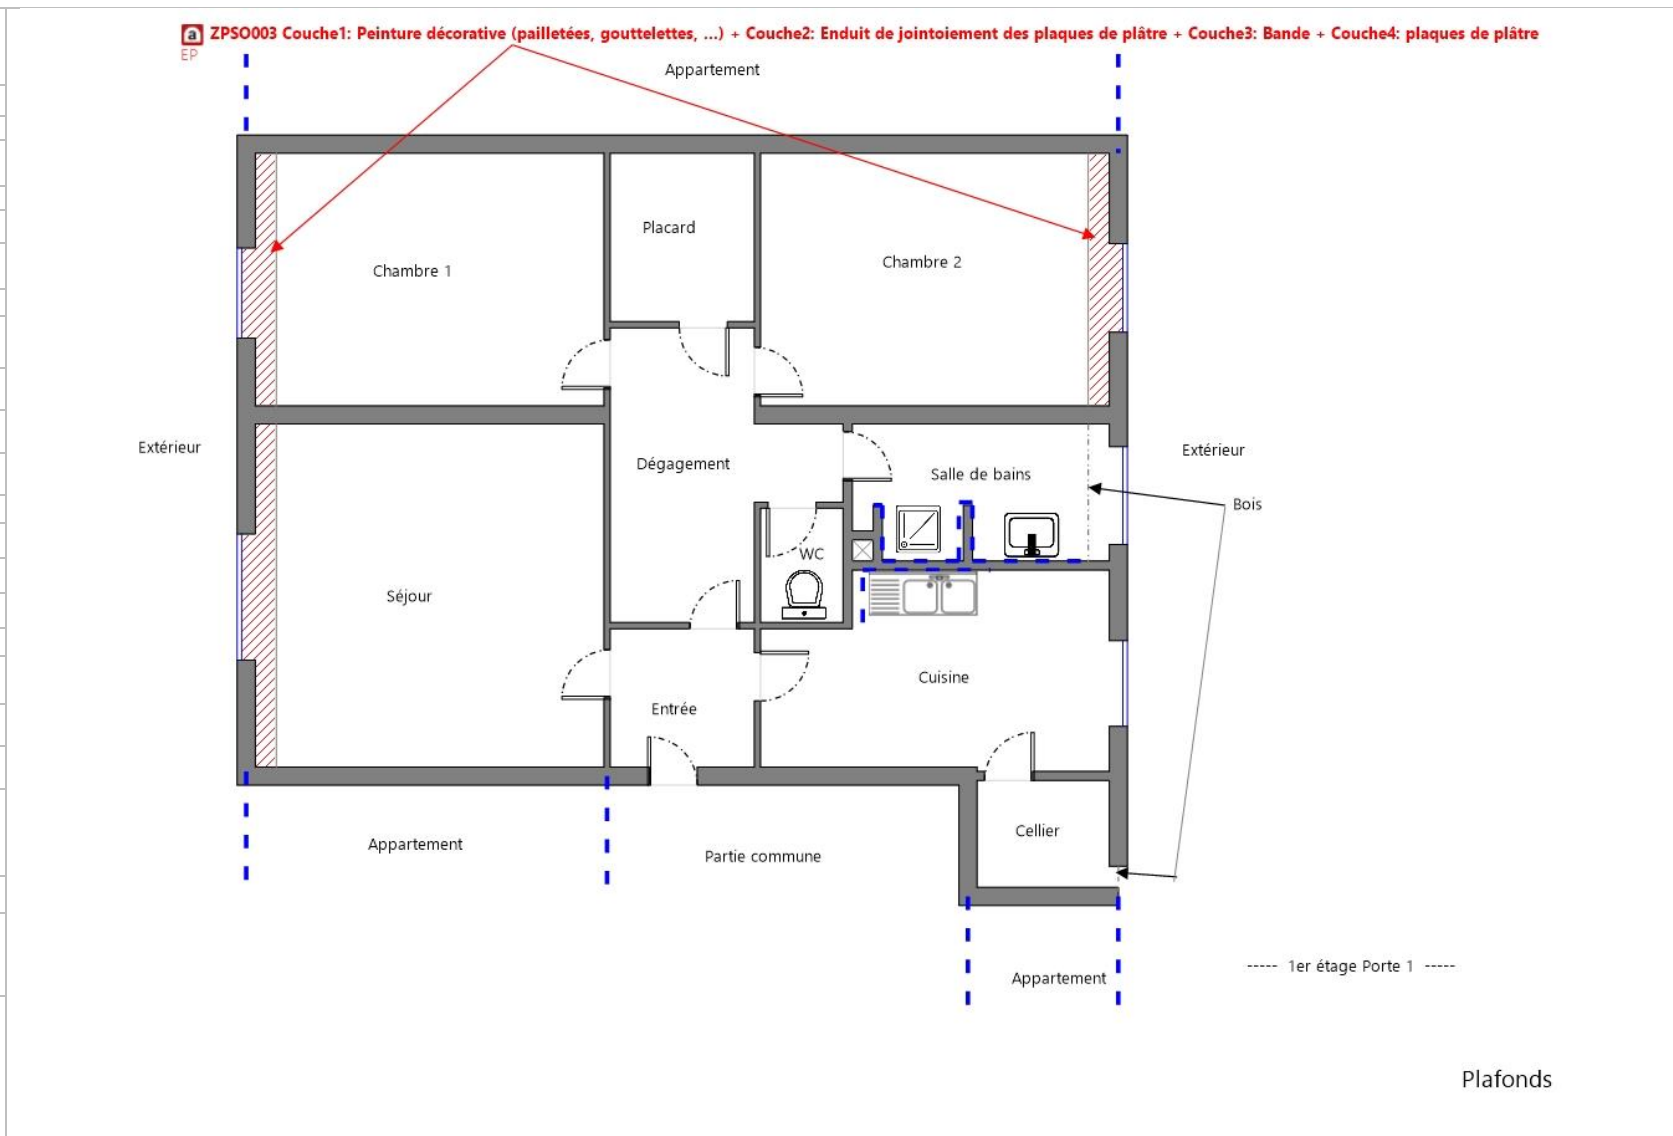 a ZPSO003 Couche1: Peinture décorative (pailletées, gouttelettes, ...) + Couche2: Enduit de jointoiement des plaques de plâtre + Couche3: Bande + Couche4: plaques de plâtre
EP
Appartement
Placard
Chambre 1
Chambre 2
Extérieur
Dégagement
Salle de bains
Extérieur
Bois
WC
Séjour
Cuisine
Entrée
Cellier
Appartement
Partie commune
Appartement
----- 1er étage Porte 1 -----
Plafonds